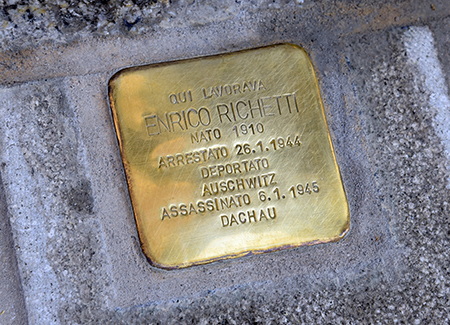 QUI LAVORAVA
ENRICO RICHETTI
NATO 1910
ARRESTATO 26.1.1944
DEPORTATO
AUSCHWITZ
ASSASSINATO 6.1.1945
DACHAU